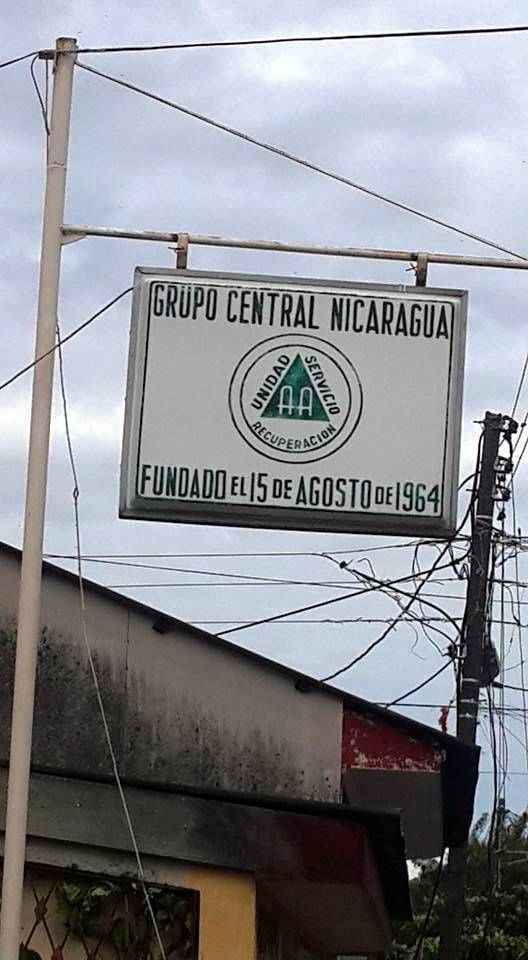 GRUPO CENTRAL NICARAGUA
UNIDAD SERVICIO
AA
RECUPERACION
FUNDADO EL 15 DE AGOSTO DE 1964